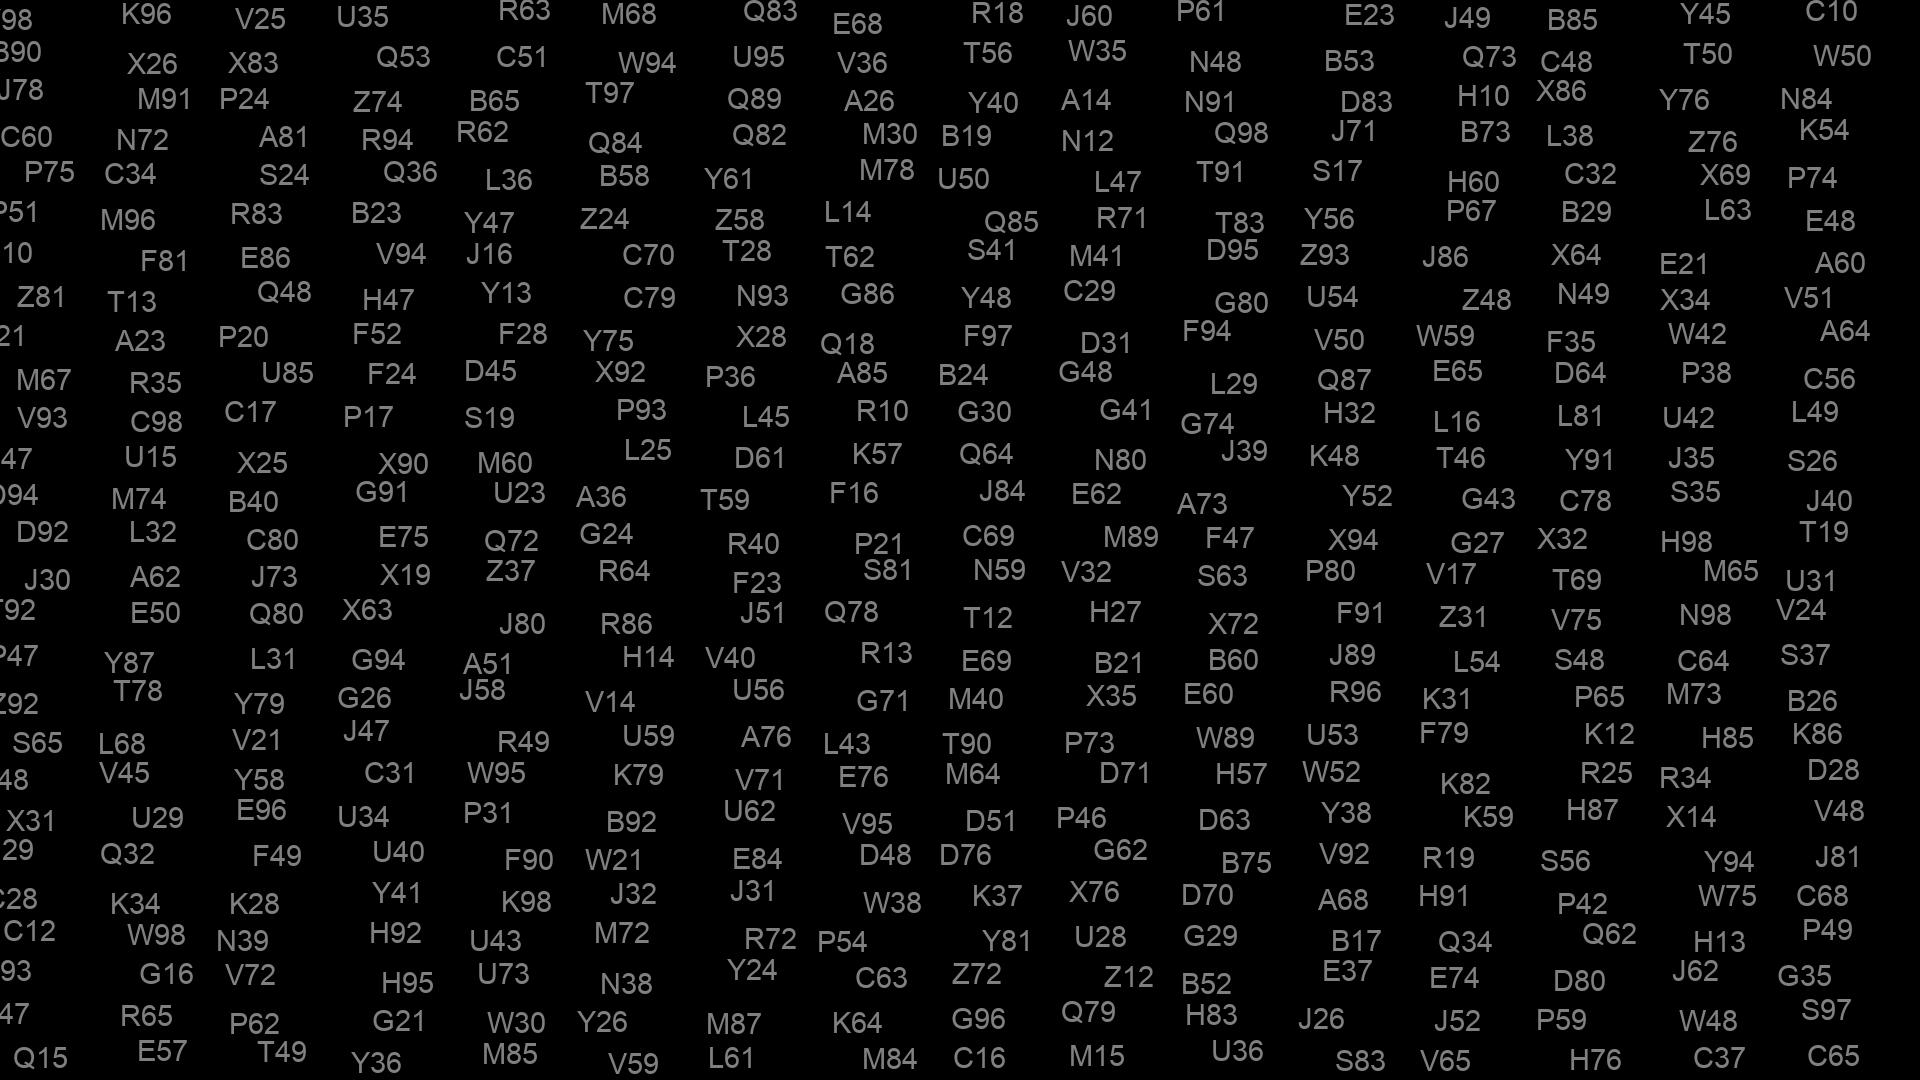 98 K96 V25 U35 R63 M68 Q83 E68 R18 J60 P61 E23 J49 B85 Y45 C10
B90 X26 X83 Q53 C51 W94 U95 V36 T56 W35 N48 B53 Q73 C48 T50 W50
J78 M91 P24 Z74 B65 T97 Q89 A26 Y40 A14 N91 D83 H10 X86 Y76 N84
C60 N72 A81 R94 R62 Q84 Q82 M30 B19 N12 Q98 J71 B73 L38 Z76 K54
P75 C34 S24 Q36 L36 B58 Y61 M78 U50 L47 T91 S17 H60 C32 X69 P74
P51 M96 R83 B23 Y47 Z24 Z58 L14 Q85 R71 T83 Y56 P67 B29 L63 E48
10 F81 E86 V94 J16 C70 T28 T62 S41 M41 D95 Z93 J86 X64 E21 A60
Z81 T13 Q48 H47 Y13 C79 N93 G86 Y48 C29 G80 U54 Z48 N49 X34 V51
21 A23 P20 F52 F28 Y75 X28 Q18 F97 D31 F94 V50 W59 F35 W42 A64
M67 R35 U85 F24 D45 X92 P36 A85 B24 G48 L29 Q87 E65 D64 P38 C56
V93 C98 C17 P17 S19 P93 L45 R10 G30 G41 G74 H32 L16 L81 U42 L49
47 U15 X25 X90 M60 L25 D61 K57 Q64 N80 J39 K48 T46 Y91 J35 S26
94 M74 B40 G91 U23 A36 T59 F16 J84 E62 A73 Y52 G43 C78 S35 J40
D92 L32 C80 E75 Q72 G24 R40 P21 C69 M89 F47 X94 G27 X32 H98 T19
J30 A62 J73 X19 Z37 R64 F23 S81 N59 V32 S63 P80 V17 T69 M65 U31
92 E50 Q80 X63 J80 R86 J51 Q78 T12 H27 X72 F91 Z31 V75 N98 V24
P47 Y87 L31 G94 A51 H14 V40 R13 E69 B21 B60 J89 L54 S48 C64 S37
Z92 T78 Y79 G26 J58 V14 U56 G71 M40 X35 E60 R96 K31 P65 M73 B26
S65 L68 V21 J47 R49 U59 A76 L43 T90 P73 W89 U53 F79 K12 H85 K86
48 V45 Y58 C31 W95 K79 V71 E76 M64 D71 H57 W52 K82 R25 R34 D28
X31 U29 E96 U34 P31 B92 U62 V95 D51 P46 D63 Y38 K59 H87 X14 V48
29 Q32 F49 U40 F90 W21 E84 D48 D76 G62 B75 V92 R19 S56 Y94 J81
C28 K34 K28 Y41 K98 J32 J31 W38 K37 X76 D70 A68 H91 P42 W75 C68
C12 W98 N39 H92 U43 M72 R72 P54 Y81 U28 G29 B17 Q34 Q62 H13 P49
93 G16 V72 H95 U73 N38 Y24 C63 Z72 Z12 B52 E37 E74 D80 J62 G35
47 R65 P62 G21 W30 Y26 M87 K64 G96 Q79 H83 J26 J52 P59 W48 S97
Q15 E57 T49 Y36 M85 V59 L61 M84 C16 M15 U36 S83 V65 H76 C37 C65